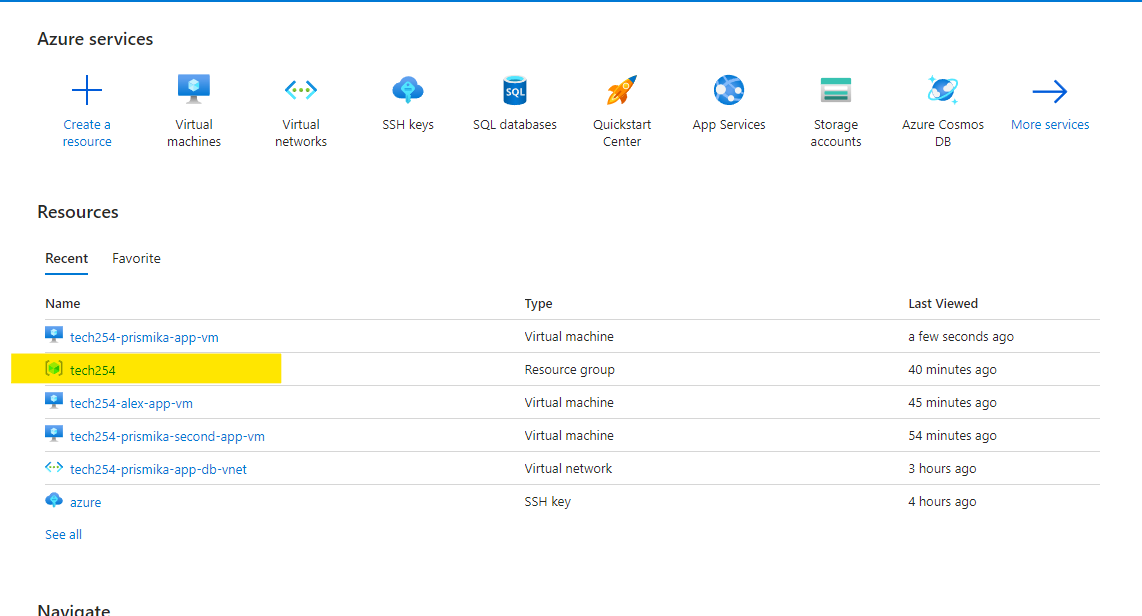 Azure services
Create a resource
Virtual machines
Virtual networks
SSH keys
SQL
SQL databases
Quickstart Center
App Services
Storage accounts
Azure Cosmos DB
More services
Resources
Recent Favorite
Name Type Last Viewed
tech254-prismika-app-vm Virtual machine a few seconds ago
tech254 Resource group 40 minutes ago
tech254-alex-app-vm Virtual machine 45 minutes ago
tech254-prismika-second-app-vm Virtual machine 54 minutes ago
tech254-prismika-app-db-vnet Virtual network 3 hours ago
azure SSH key 4 hours ago
See all
Navigate